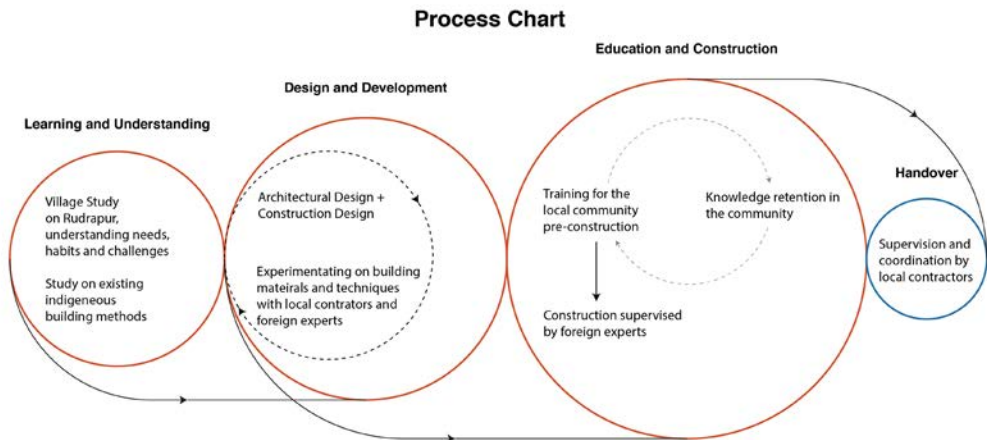 Process Chart
Learning and Understanding
Village Study
on Rudrapur,
understanding needs,
habits and challenges
Study on existing
indigeneous
building methods
Design and Development
Architectural Design +
Construction Design
Experimentating on building
mateirals and techniques
with local contrators and
foreign experts
Education and Construction
Training for the
local community
pre-construction
Knowledge retention in
the community
Construction supervised
by foreign experts
Handover
Supervision and
coordination by
local contractors